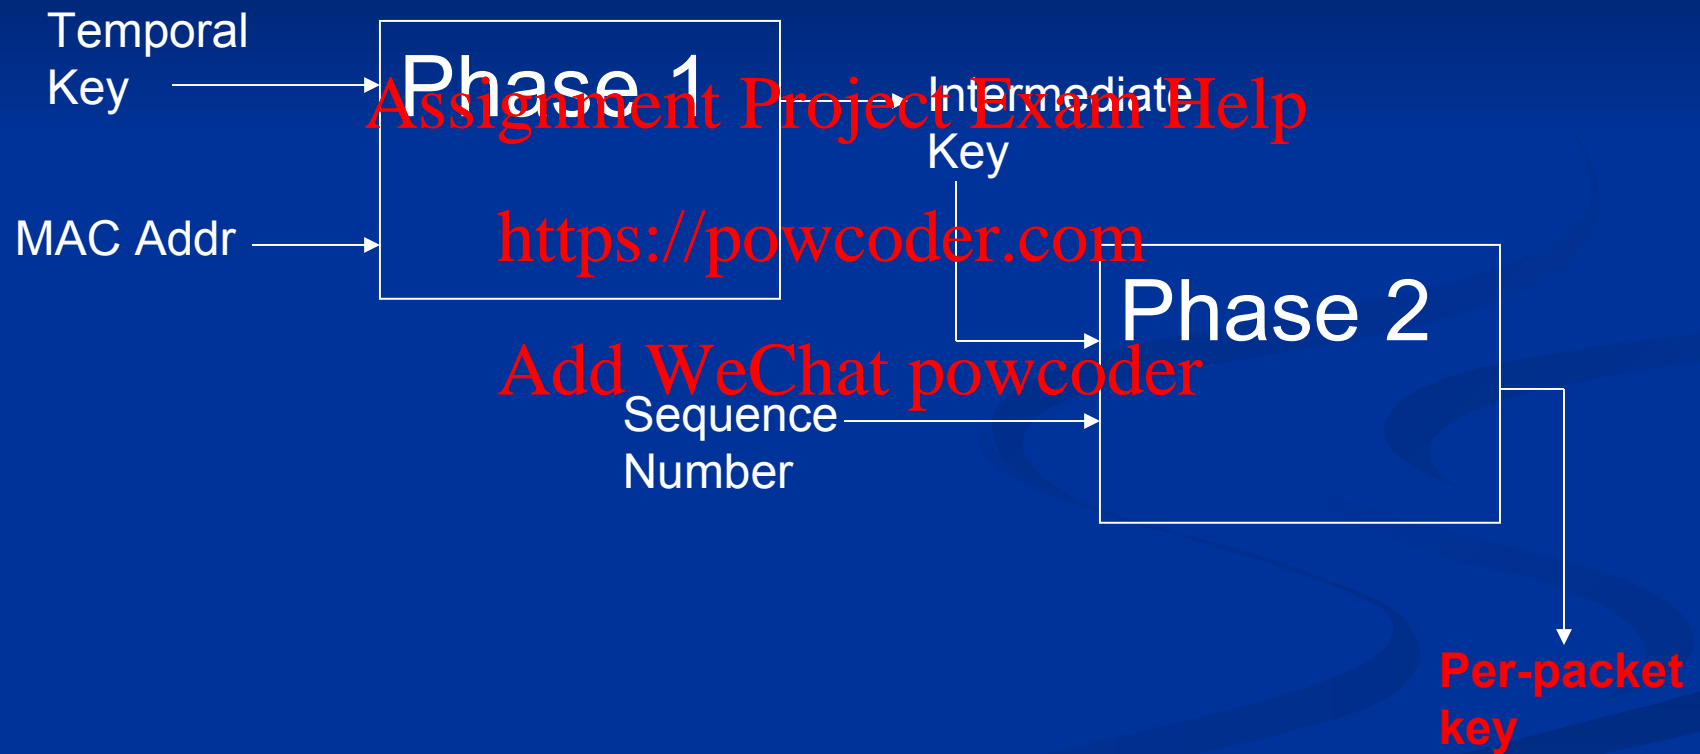 Temporal
Key
Phase 1
Assignment Project Exam Help
Intermediate
Key
MAC Addr
https://powcoder.com
Phase 2
Add WeChat powcoder
Sequence
Number
Per-packet
key